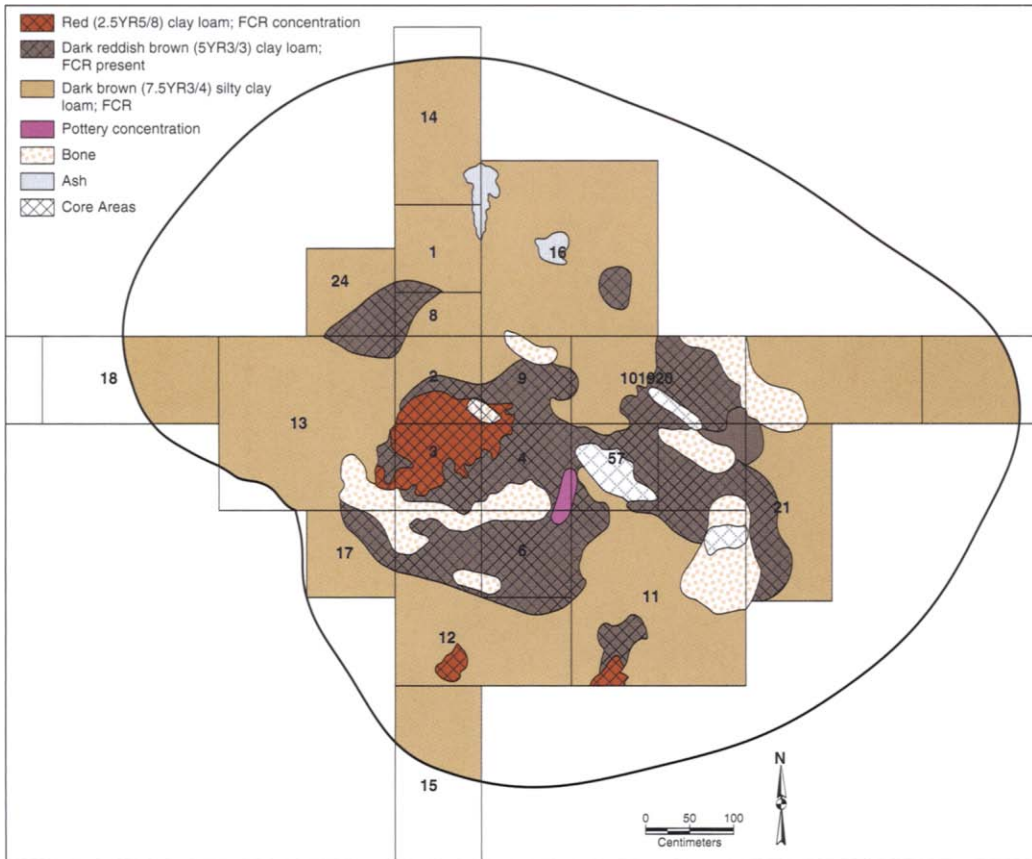 Red (2.5YR5/8) clay loam; FCR concentration
Dark reddish brown (5YR3/3) clay loam;
FCR present
Dark brown (7.5YR3/4) silty clay
loam; FCR
Pottery concentration
Bone
Ash
Core Areas
14
1
16
24
8
18
2
9
101920
13
3
4
57
21
17
6
11
12
15
N
0 50 100
Centimeters